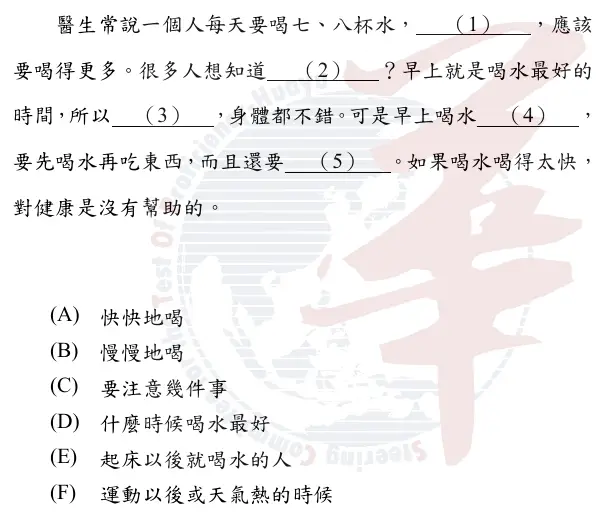 醫生常說一個人每天要喝七、八杯水,(1),應該
要喝得更多。很多人想知道(2)?早上就是喝水最好的
時間,所以(3),身體都不錯。可是早上喝水(4),
要先喝水再吃東西,而且還要(5)。如果喝水喝得太快,
對健康是沒有幫助的。
(A) 快快地喝
(B) 慢慢地喝
(C) 要注意幾件事
(D) 什麼時候喝水最好
(E) 起床以後就喝水的人
(F) 運動以後或天氣熱的時候